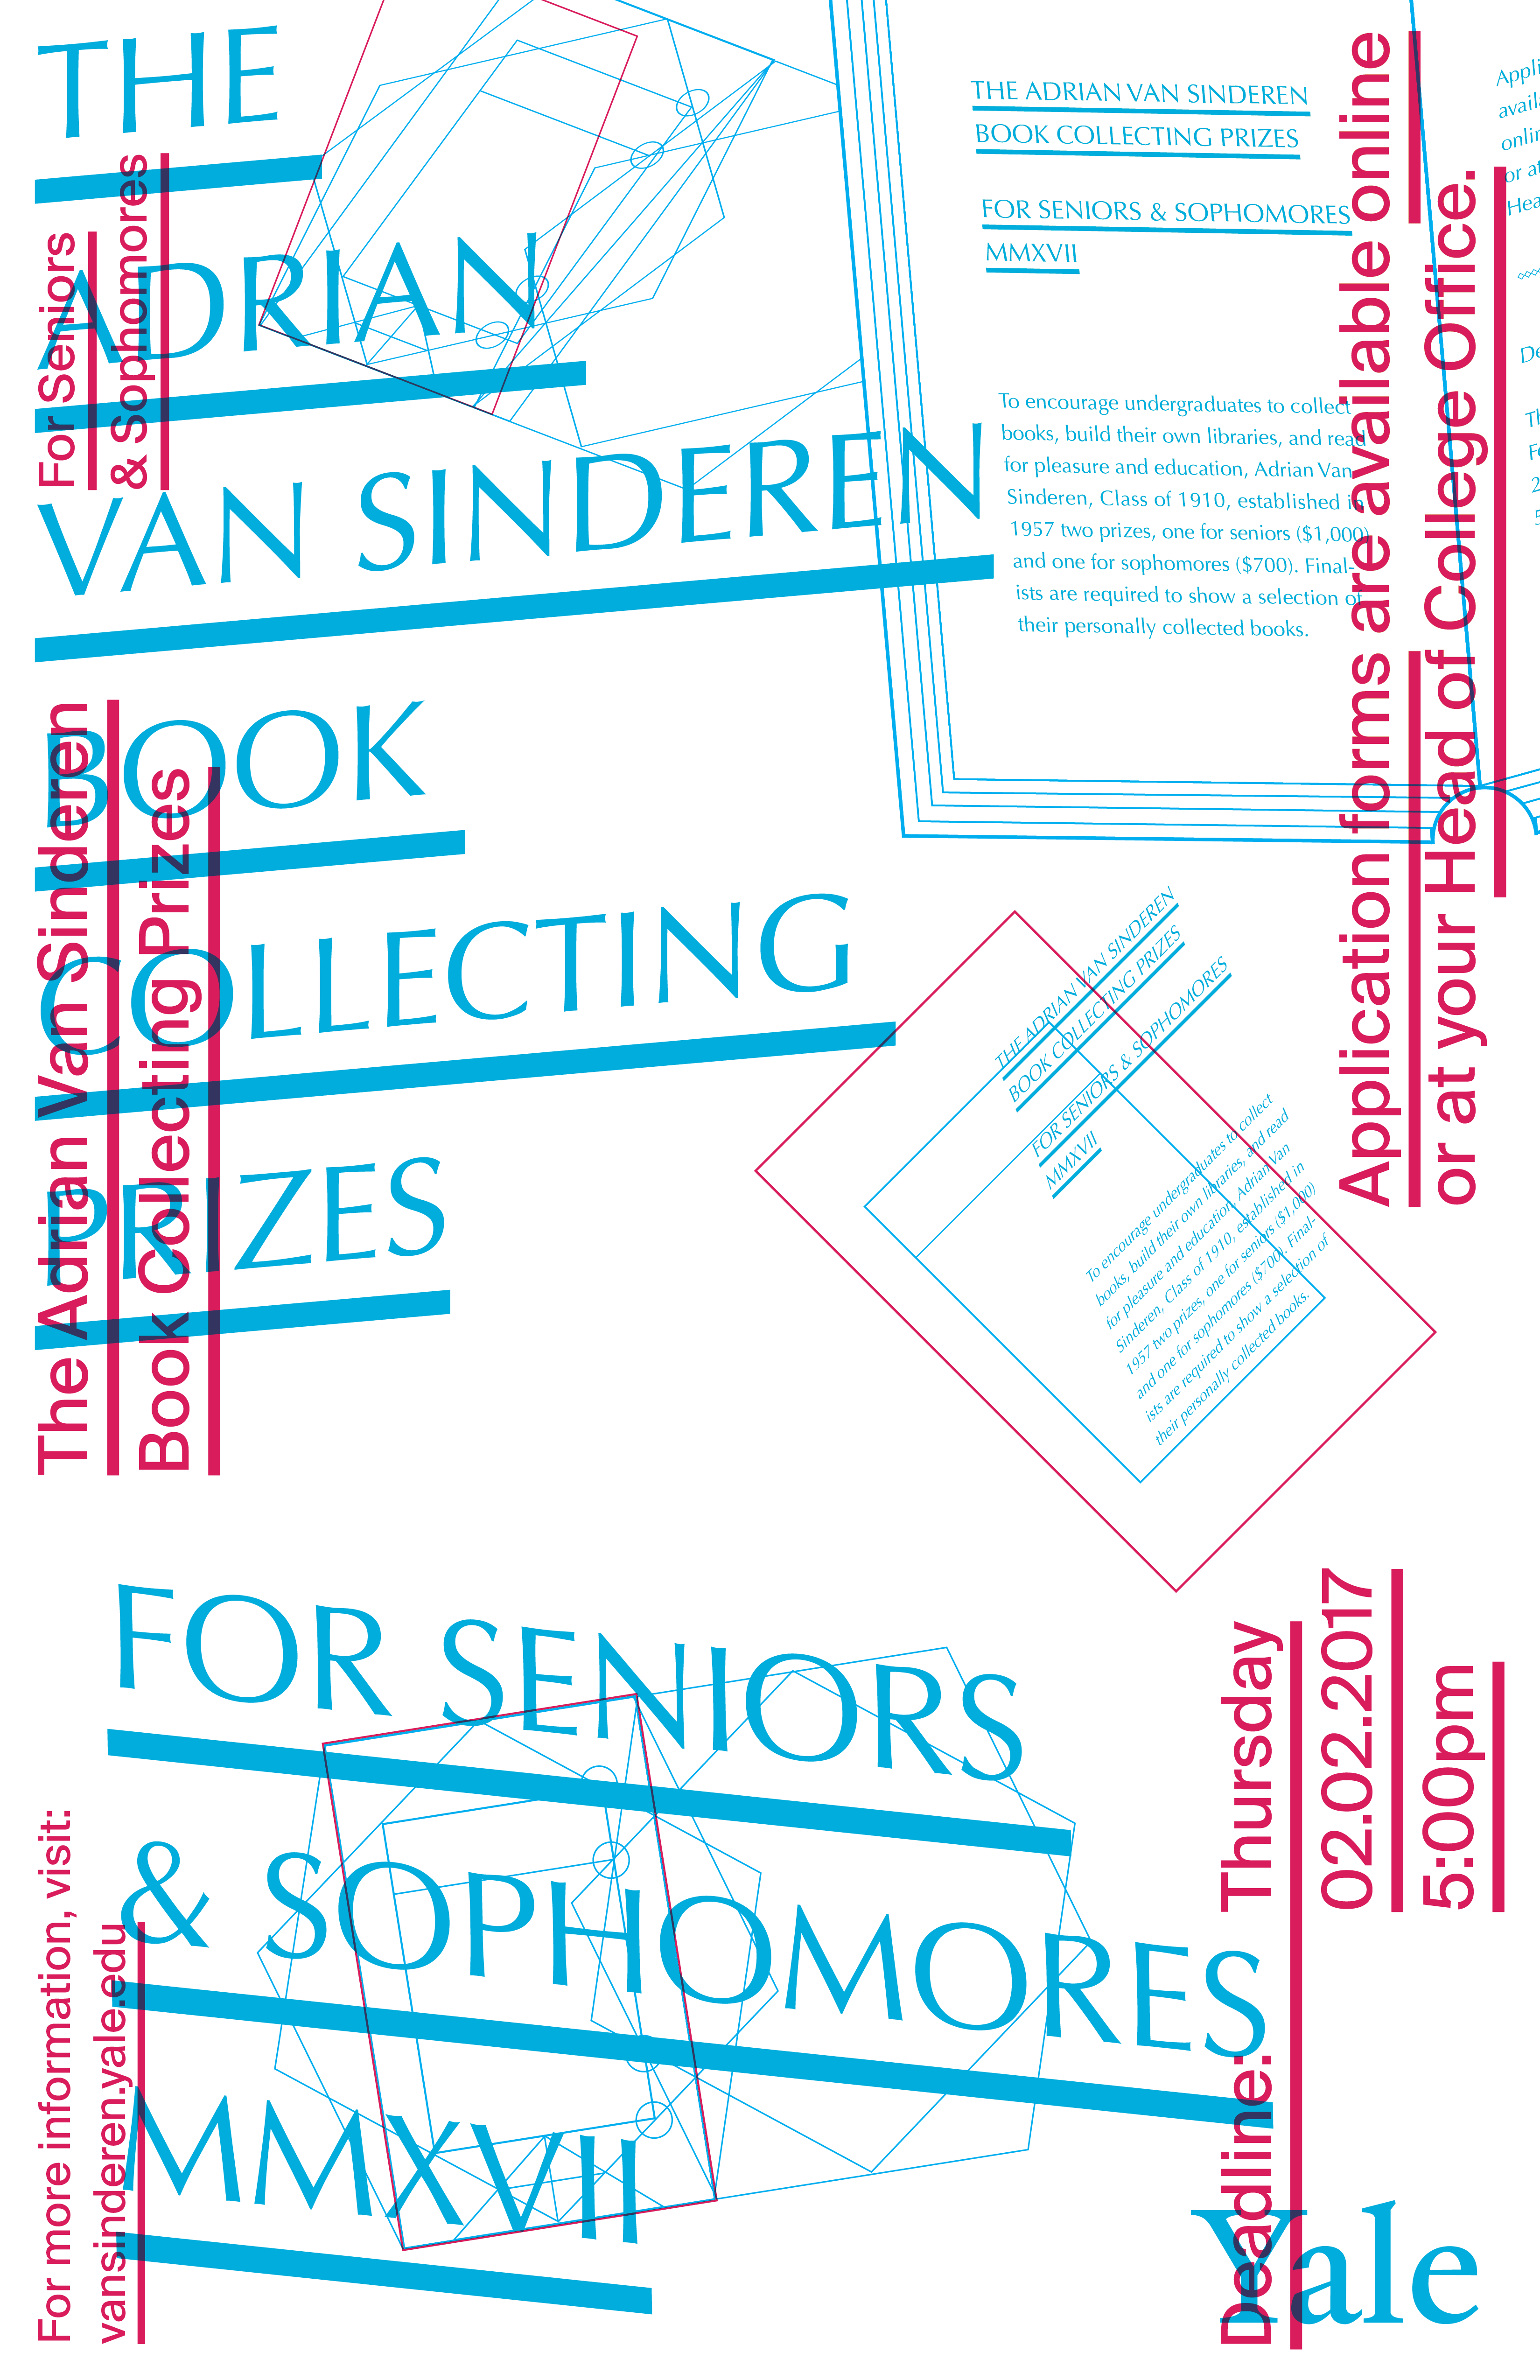 THE
ADRIAN
VAN SINDEREN
BOOK
COLLECTING
PRIZES
FOR SENIORS
& SOPHOMORES
MMXVII
For Seniors
& Sophomores
The Adrian Van Sinderen
Book Collecting Prizes
For more information, visit:
vansinderen.yale.edu
THE ADRIAN VAN SINDEREN
BOOK COLLECTING PRIZES
FOR SENIORS & SOPHOMORES
MMXVII
To encourage undergraduates to collect
books, build their own libraries, and read
for pleasure and education, Adrian Van
Sinderen, Class of 1910, established in
1957 two prizes, one for seniors ($1,000)
and one for sophomores ($700). Final-
ists are required to show a selection of
their personally collected books.
Application forms are available online
or at your Head of College Office.
or at
THE ADRIAN VAN SINDEREN
BOOK COLLECTING PRIZES
FOR SENIORS & SOPHOMORES
MMXVII
To encourage undergraduates to collect
books, build their own libraries, and read
for pleasure and education, Adrian Van
Sinderen, Class of 1910, established in
1957 two prizes, one for seniors ($1,000)
and one for sophomores ($700). Final-
ists are required to show a selection of
their personally collected books.
Deadline: Thursday
02.02.2017
5:00pm
Yale